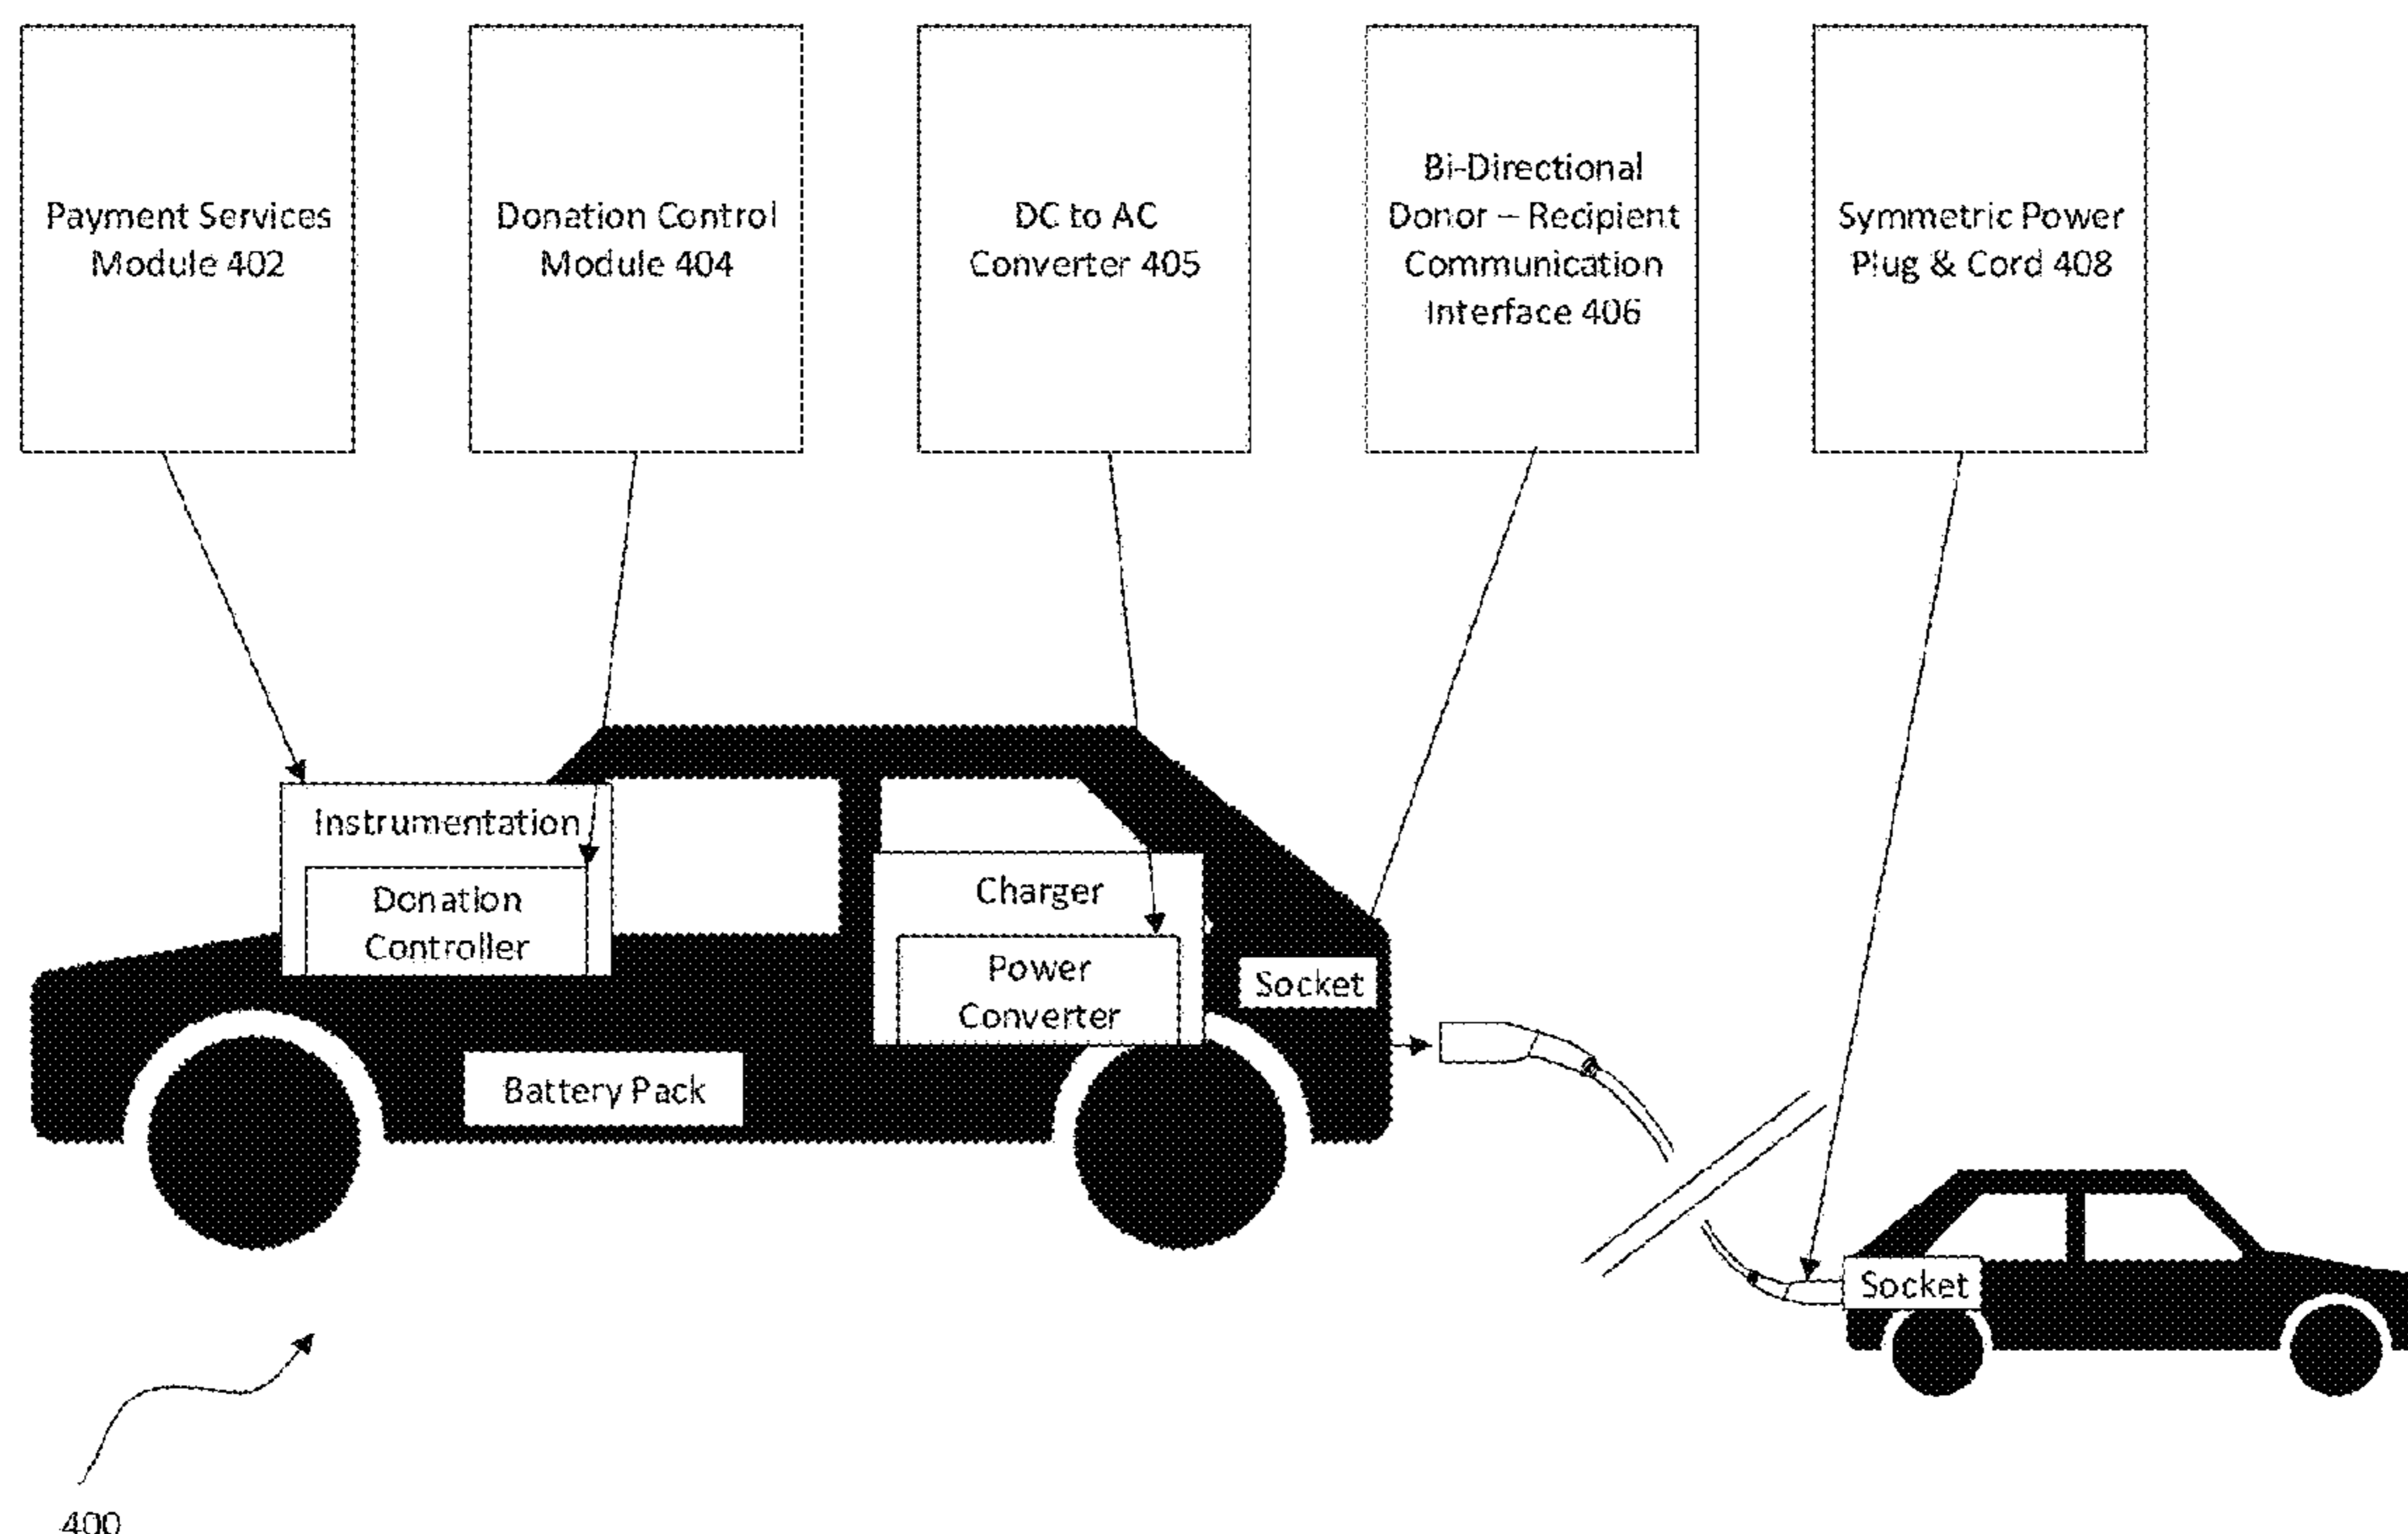 Payment Services
Module 402
Donation Control
Module 404
DC to AC
Converter 405
Bi-Directional
Donor – Recipient
Communication
Interface 406
Symmetric Power
Plug & Cord 408
Instrumentation
Donation
Controller
Charger
Power
Converter
Socket
Battery Pack
Socket
400